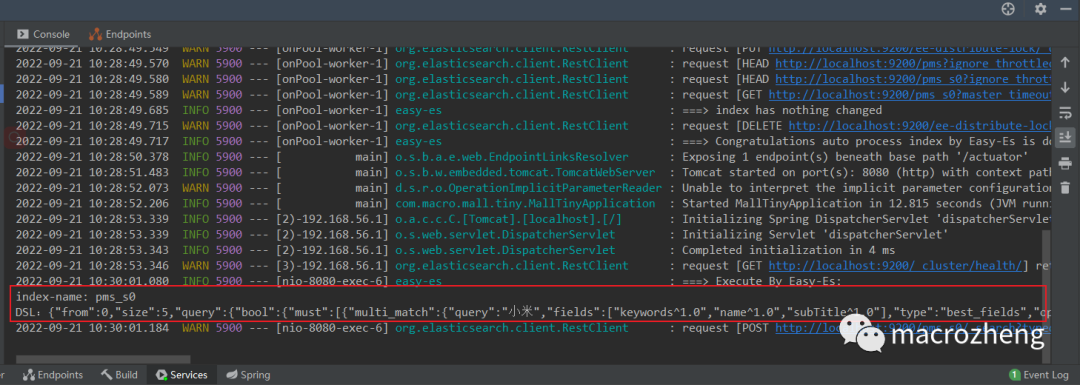 Console Endpoints
2022-09-21 10:28:49.549 WARN 5900 --- [onPool-worker-1] org.elasticsearch.client.RestClient : request [POST http://localhost:9200/ee-distribute-lock/
2022-09-21 10:28:49.570 WARN 5900 --- [onPool-worker-1] org.elasticsearch.client.RestClient : request [HEAD http://localhost:9200/pms?ignore_throttled
2022-09-21 10:28:49.580 WARN 5900 --- [onPool-worker-1] org.elasticsearch.client.RestClient : request [HEAD http://localhost:9200/pms_s0?ignore_thrott
2022-09-21 10:28:49.589 WARN 5900 --- [onPool-worker-1] org.elasticsearch.client.RestClient : request [GET http://localhost:9200/pms_s0?master_timeout
2022-09-21 10:28:49.685 INFO 5900 --- [onPool-worker-1] easy-es : ===> index has nothing changed
2022-09-21 10:28:49.715 WARN 5900 --- [onPool-worker-1] org.elasticsearch.client.RestClient : request [DELETE http://localhost:9200/ee-distribute-lock
2022-09-21 10:28:49.717 INFO 5900 --- [onPool-worker-1] easy-es : ===> Congratulations auto process index by Easy-Es is do
2022-09-21 10:28:50.378 INFO 5900 --- [ main] o.s.b.a.e.web.EndpointLinksResolver : Exposing 1 endpoint(s) beneath base path '/actuator'
2022-09-21 10:28:51.483 INFO 5900 --- [ main] o.s.b.w.embedded.tomcat.TomcatWebServer : Tomcat started on port(s): 8080 (http) with context path
2022-09-21 10:28:52.073 WARN 5900 --- [ main] d.s.r.o.OperationImplicitParameterReader : Unable to interpret the implicit parameter configuration
2022-09-21 10:28:52.206 INFO 5900 --- [ main] com.macro.mall.tiny.MallTinyApplication : Started MallTinyApplication in 12.815 seconds (JVM runni
2022-09-21 10:28:53.339 INFO 5900 --- [(2)-192.168.56.1] o.a.c.c.C.[Tomcat].[localhost].[/] : Initializing Spring DispatcherServlet 'dispatcherServlet
2022-09-21 10:28:53.339 INFO 5900 --- [(2)-192.168.56.1] o.s.web.servlet.DispatcherServlet : Initializing Servlet 'dispatcherServlet'
2022-09-21 10:28:53.343 INFO 5900 --- [(2)-192.168.56.1] o.s.web.servlet.DispatcherServlet : Completed initialization in 4 ms
2022-09-21 10:28:53.346 WARN 5900 --- [(3)-192.168.56.1] org.elasticsearch.client.RestClient : request [GET http://localhost:9200/_cluster/health/] ret
2022-09-21 10:30:01.080 INFO 5900 --- [nio-8080-exec-6] easy-es : ===> Execute By Easy-Es:
index-name: pms_s0
DSL: {"from":0,"size":5,"query":{"bool":{"must":[{"multi_match":{"query":"小米","fields":["keywords^1.0","name^1.0","subTitle^1.0"],"type":"best_fields","op
2022-09-21 10:30:01.184 WARN 5900 --- [nio-8080-exec-6] org.elasticsearch.client.RestClient : request [POST http://localhost:9200/pms_s0/_search?typed
macrozheng
Endpoints Build Services Spring 1 Event Log